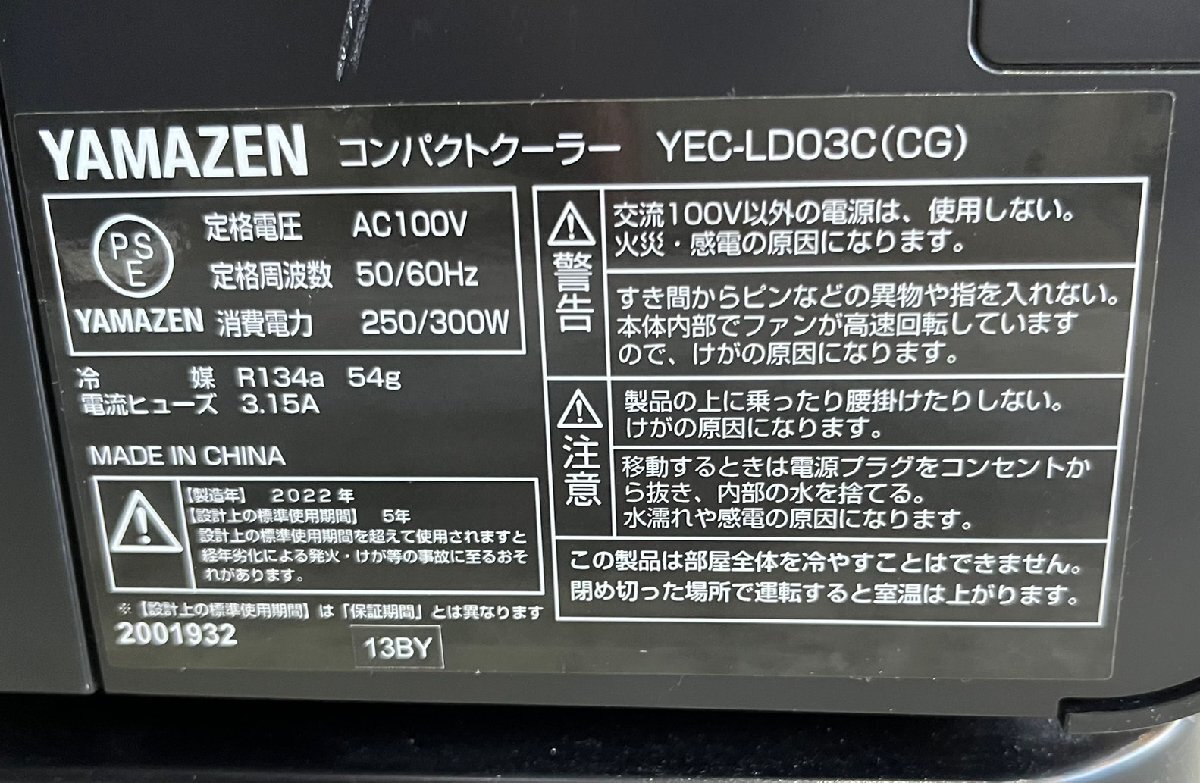 YAMAZEN コンパクトクーラー YEC-LD03C(CG)
PS
E
YAMAZEN
定格電圧 AC100V
定格周波数 50/60Hz
消費電力 250/300W
冷媒 R134a 54g
電流ヒューズ 3.15A
MADE IN CHINA
【製造年】 2022年
【設計上の標準使用期間】 5年
設計上の標準使用期間を超えて使用されますと
経年劣化による発火・けが等の事故に至るおそ
れがあります。
※【設計上の標準使用期間】は「保証期間」とは異なります
2001932
13BY
警告
交流100V以外の電源は、使用しない。
火災・感電の原因になります。
すき間からピンなどの異物や指を入れない。
本体内部でファンが高速回転しています
ので、けがの原因になります。
注意
製品の上に乗ったり腰掛けたりしない。
けがの原因になります。
移動するときは電源プラグをコンセントか
ら抜き、内部の水を捨てる。
水濡れや感電の原因になります。
この製品は部屋全体を冷やすことはできません。
閉め切った場所で運転すると室温は上がります。